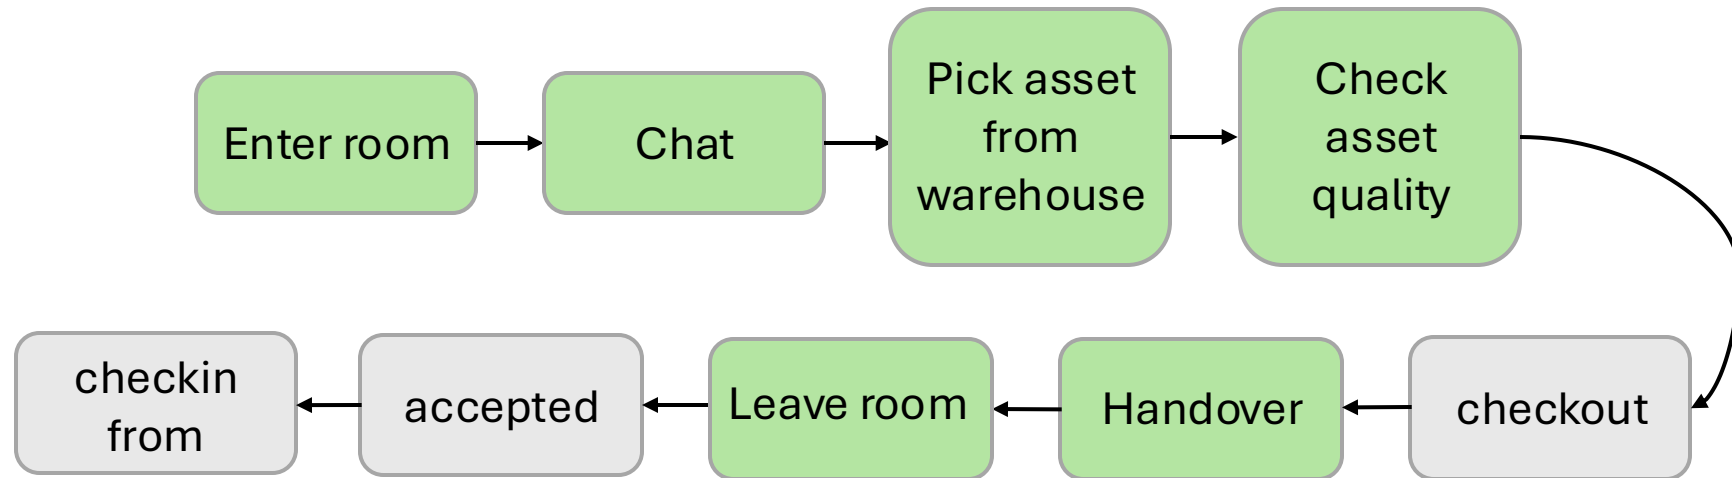 Enter room
Chat
Pick asset
from
warehouse
Check
asset
quality
checkout
Handover
Leave room
accepted
checkin
from